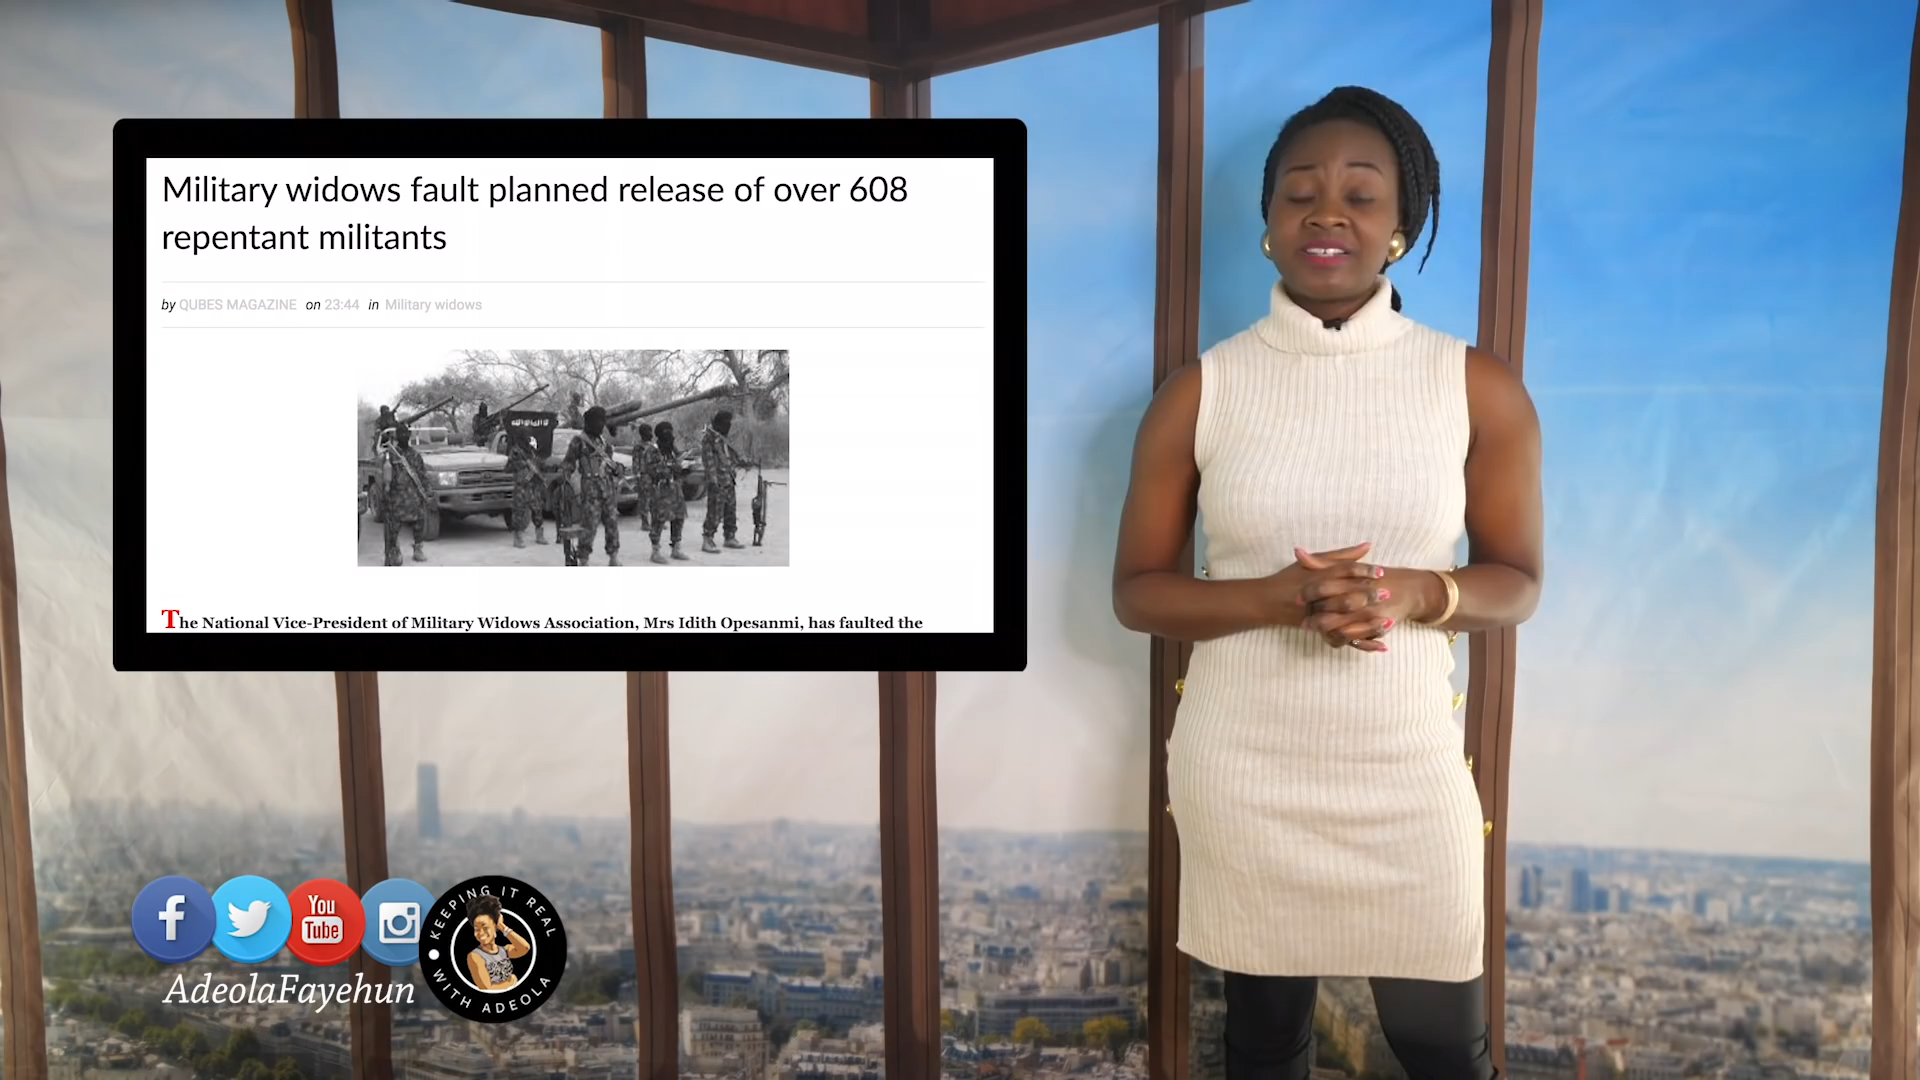 Military widows fault planned release of over 608
repentant militants
by QUBES MAGAZINE on 23:44 in Military widows
The National Vice-President of Military Widows Association, Mrs Idith Opesanmi, has faulted the
You
Tube
AdeolaFayehun
KEEPING IT REAL
WITH ADEOLA